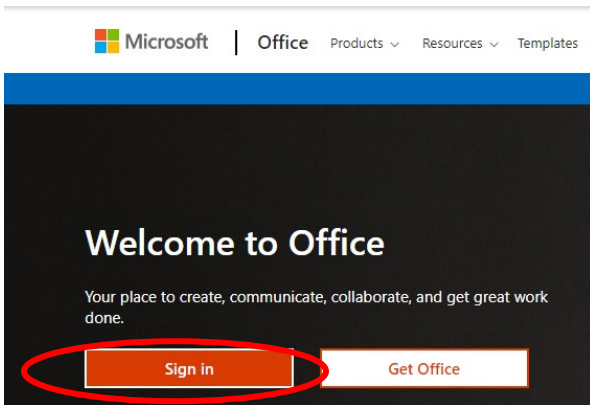 Microsoft | Office Products Resources Templates
Welcome to Office
Your place to create, communicate, collaborate, and get great work
done.
Sign in Get Office